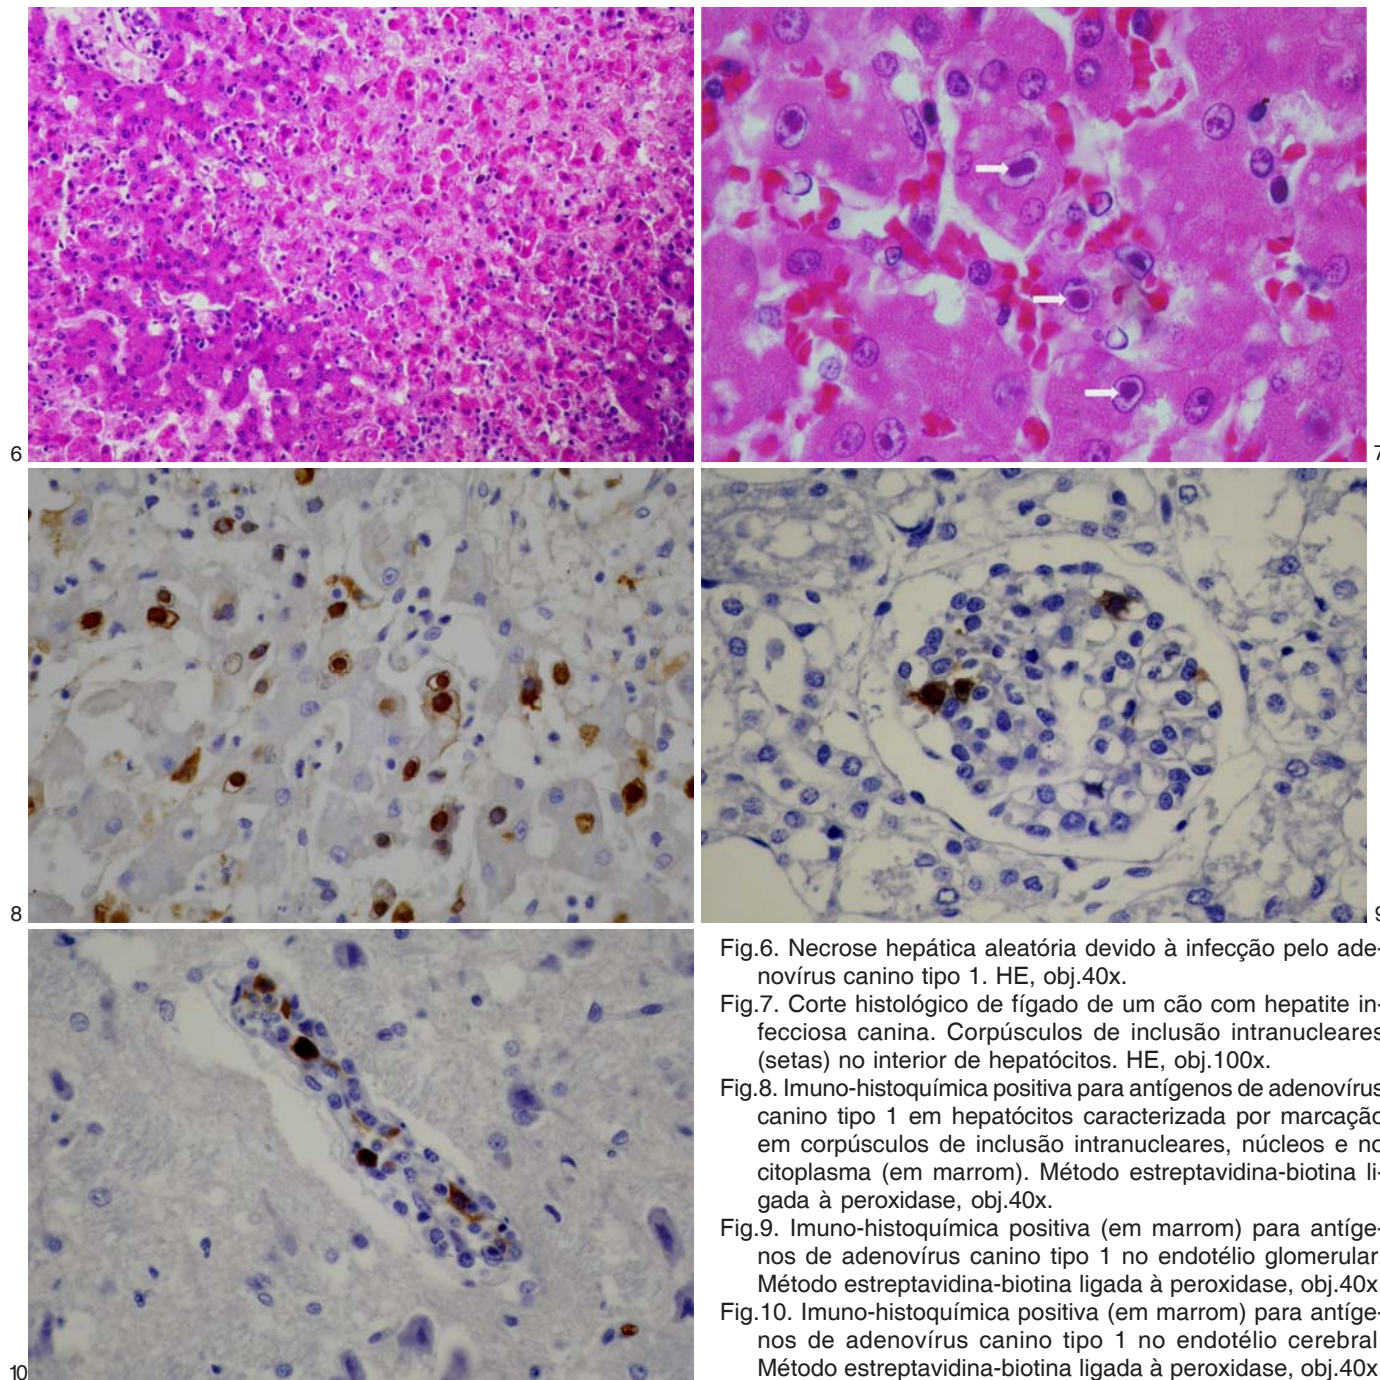 6
7
8
9
10
Fig.6. Necrose hepática aleatória devido à infecção pelo ade-
novírus canino tipo 1. HE, obj.40x.
Fig.7. Corte histológico de fígado de um cão com hepatite in-
fecciosa canina. Corpúsculos de inclusão intranucleares
(setas) no interior de hepatócitos. HE, obj.100x.
Fig.8. Imuno-histoquímica positiva para antígenos de adenovírus
canino tipo 1 em hepatócitos caracterizada por marcação
em corpúsculos de inclusão intranucleares, núcleos e no
citoplasma (em marrom). Método estreptavidina-biotina li-
gada à peroxidase, obj.40x.
Fig.9. Imuno-histoquímica positiva (em marrom) para antíge-
nos de adenovírus canino tipo 1 no endotélio glomerular.
Método estreptavidina-biotina ligada à peroxidase, obj.40x
Fig.10. Imuno-histoquímica positiva (em marrom) para antíge-
nos de adenovírus canino tipo 1 no endotélio cerebral
Método estreptavidina-biotina ligada à peroxidase, obj.40x